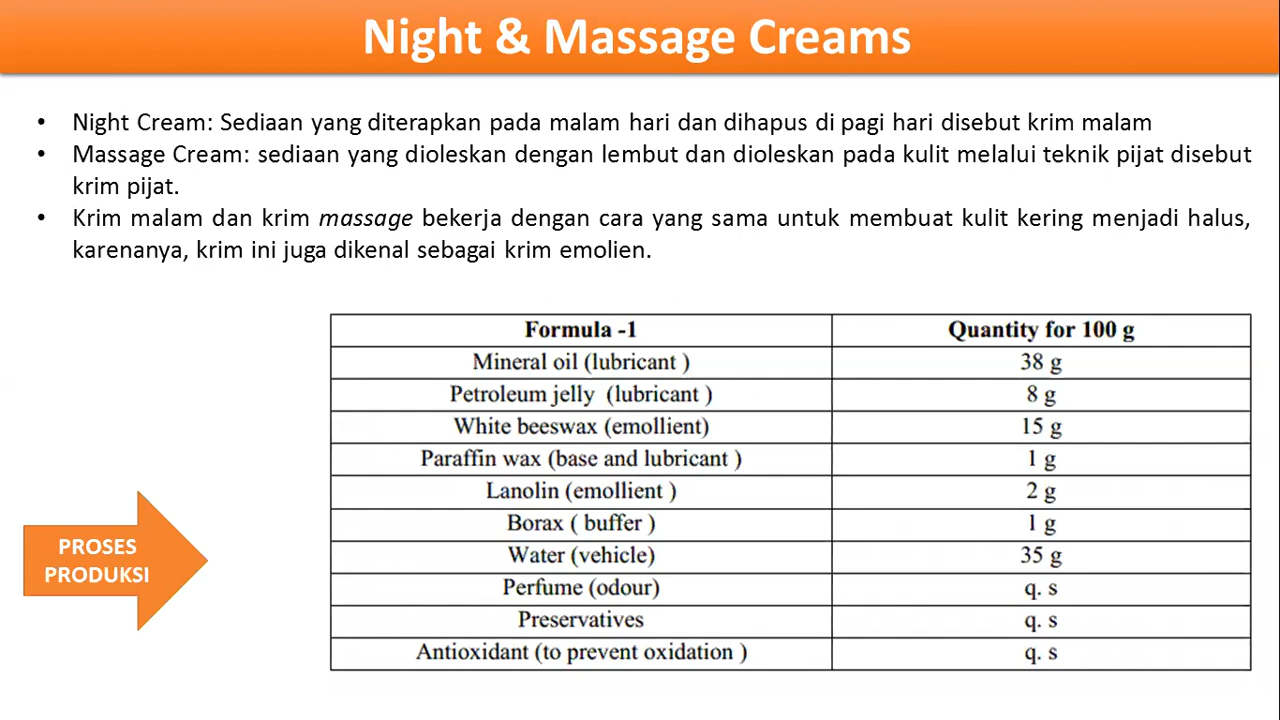 Night & Massage Creams
• Night Cream: Sediaan yang diterapkan pada malam hari dan dihapus di pagi hari disebut krim malam
• Massage Cream: sediaan yang dioleskan dengan lembut dan dioleskan pada kulit melalui teknik pijat disebut
krim pijat.
• Krim malam dan krim massage bekerja dengan cara yang sama untuk membuat kulit kering menjadi halus,
karenanya, krim ini juga dikenal sebagai krim emolien.
PROSES
PRODUKSI
Formula -1 Quantity for 100 g
Mineral oil (lubricant ) 38 g
Petroleum jelly (lubricant ) 8 g
White beeswax (emollient) 15 g
Paraffin wax (base and lubricant ) 1 g
Lanolin (emollient ) 2 g
Borax ( buffer ) 1 g
Water (vehicle) 35 g
Perfume (odour) q. s
Preservatives q. s
Antioxidant (to prevent oxidation ) q. s